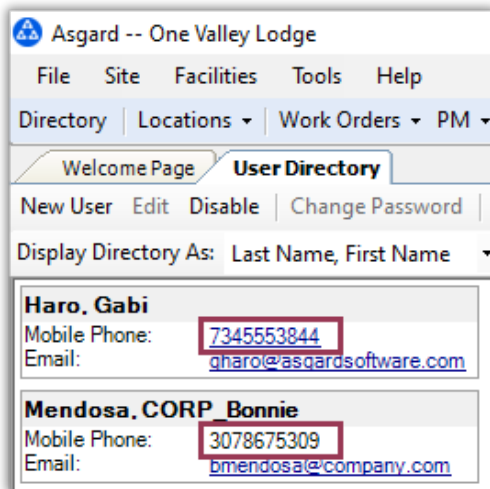 Asgard -- One Valley Lodge
File Site Facilities Tools Help
Directory Locations Work Orders PM
Welcome Page User Directory
New User Edit Disable Change Password
Display Directory As: Last Name, First Name
Haro, Gabi
Mobile Phone: 7345553844
Email: gharo@asgardsoftware.com
Mendosa, CORP_Bonnie
Mobile Phone: 3078675309
Email: bmendosa@company.com